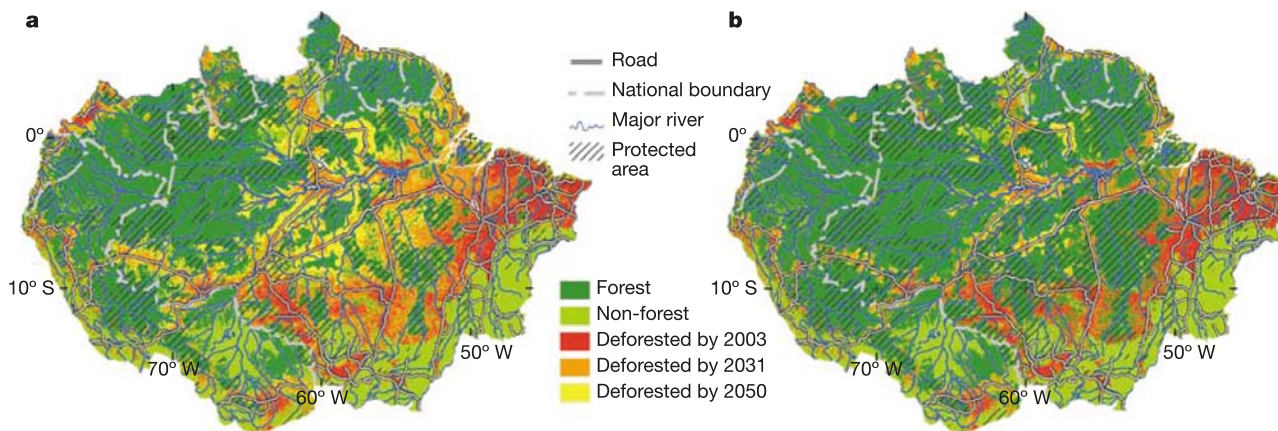 a
b
Road
National boundary
Major river
Protected
area
0°
0°
Forest
Non-forest
Deforested by 2003
Deforested by 2031
Deforested by 2050
10° S
10° S
50° W
50° W
70° W
70° W
60° W
60° W